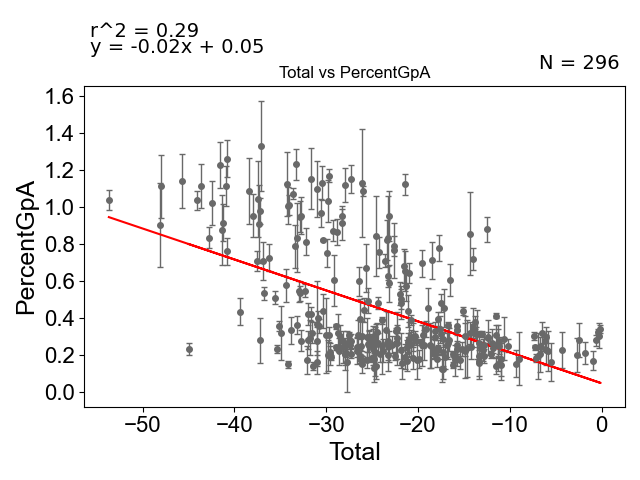 r^2 = 0.29
y = -0.02x + 0.05
N = 296
Total vs PercentGpA
1.6
1.4
1.2
1.0
0.8
0.6
0.4
0.2
0.0
PercentGpA
−50
−40
−30
−20
−10
0
Total